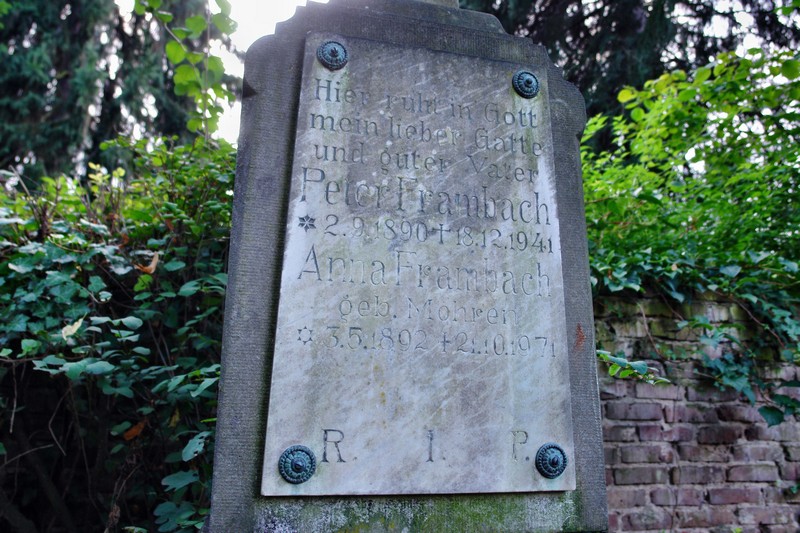 Hier ruht in Gott
mein lieber Gatte
und guter Vater
Peter Frambach
* 2.9.1890 † 18.12.1941
Anna Frambach
geb. Mohren
* 3.5.1892 † 21.10.1971
R. I. P.